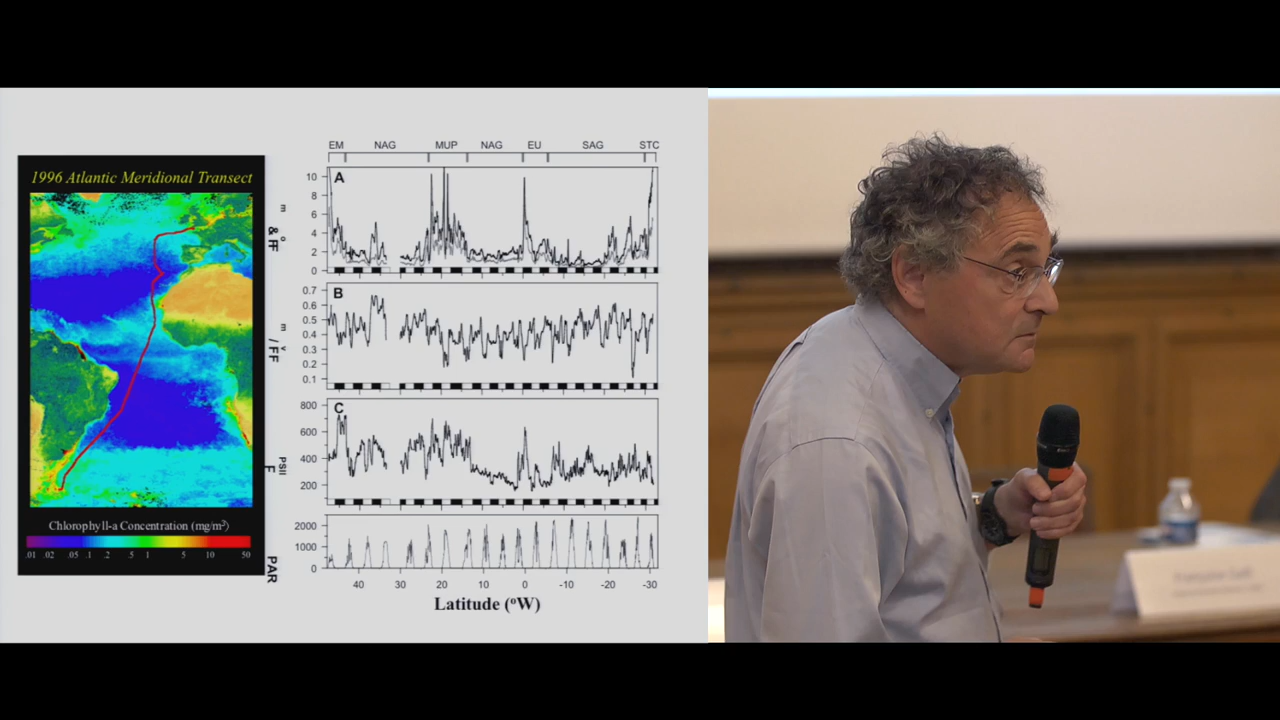 1996 Atlantic Meridional Transect
Chlorophyll-a Concentration (mg/m³)
.01 .02 .05 .1 .2 .5 1 5 10 50
EM NAG MUP NAG EU SAG STC
A
10
8
6
4
2
0
m o
& FF
B
0.7
0.6
0.5
0.4
0.3
0.2
0.1
m v
/ FF
C
800
600
400
200
PSII
F
2000
1000
0
PAR
40 30 20 10 0 -10 -20 -30
Latitude (°W)